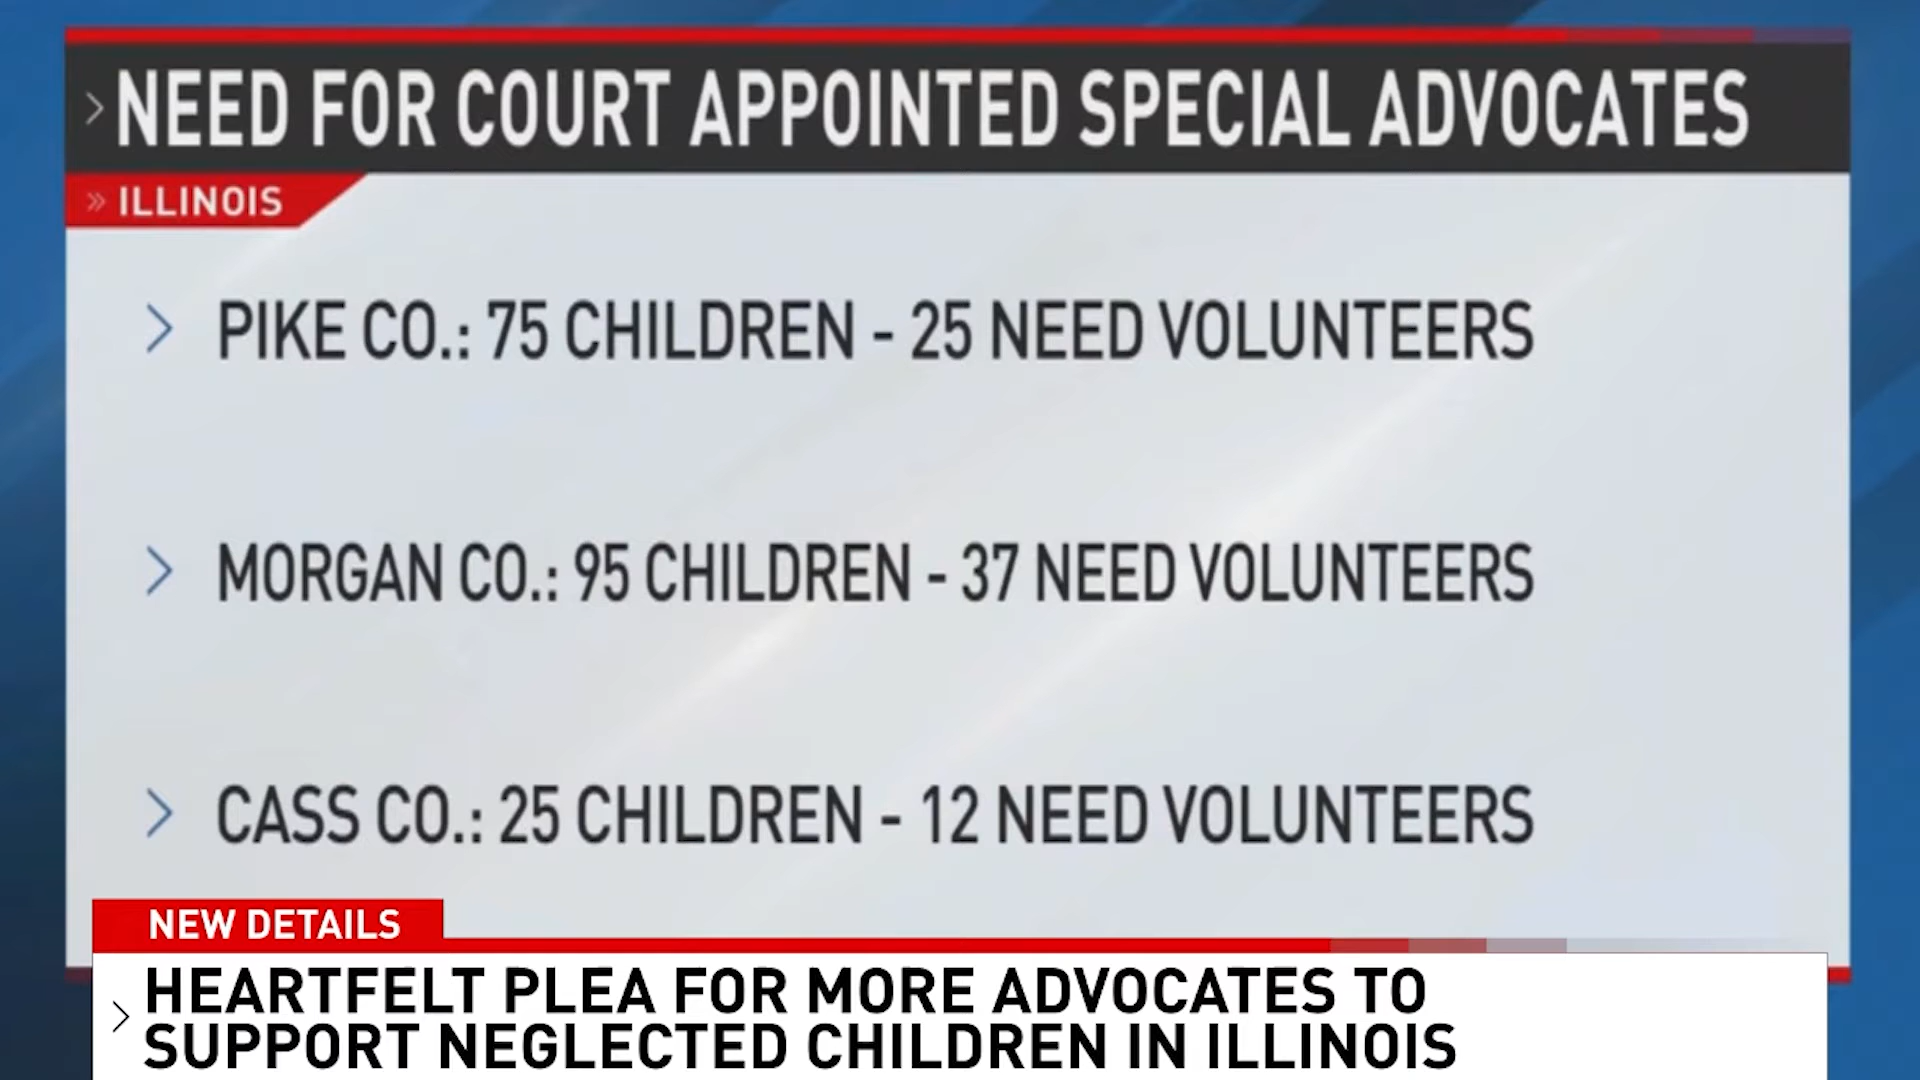 NEED FOR COURT APPOINTED SPECIAL ADVOCATES
ILLINOIS
PIKE CO.: 75 CHILDREN - 25 NEED VOLUNTEERS
MORGAN CO.: 95 CHILDREN - 37 NEED VOLUNTEERS
CASS CO.: 25 CHILDREN - 12 NEED VOLUNTEERS
NEW DETAILS
HEARTFELT PLEA FOR MORE ADVOCATES TO
SUPPORT NEGLECTED CHILDREN IN ILLINOIS